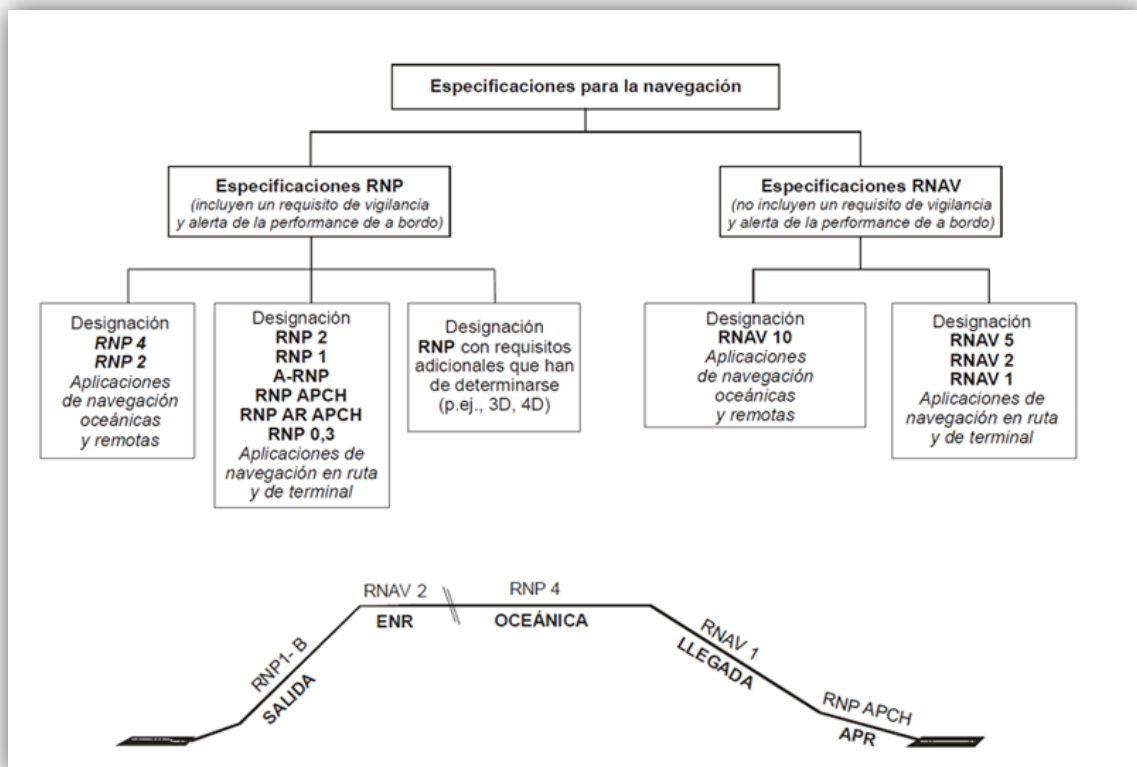 Especificaciones para la navegación
Especificaciones RNP
(incluyen un requisito de vigilancia
y alerta de la performance de a bordo)
Especificaciones RNAV
(no incluyen un requisito de vigilancia
y alerta de la performance de a bordo)
Designación
RNP 4
RNP 2
Aplicaciones
de navegación
oceánicas
y remotas
Designación
RNP 2
RNP 1
A-RNP
RNP APCH
RNP AR APCH
RNP 0,3
Aplicaciones de
navegación en ruta
y de terminal
Designación
RNP con requisitos
adicionales que han
de determinarse
(p.ej., 3D, 4D)
Designación
RNAV 10
Aplicaciones
de navegación
oceánicas
y remotas
Designación
RNAV 5
RNAV 2
RNAV 1
Aplicaciones de
navegación en ruta
y de terminal
RNP1- B
SALIDA
RNAV 2
ENR
RNP 4
OCEÁNICA
RNAV 1
LLEGADA
RNP APCH
APR